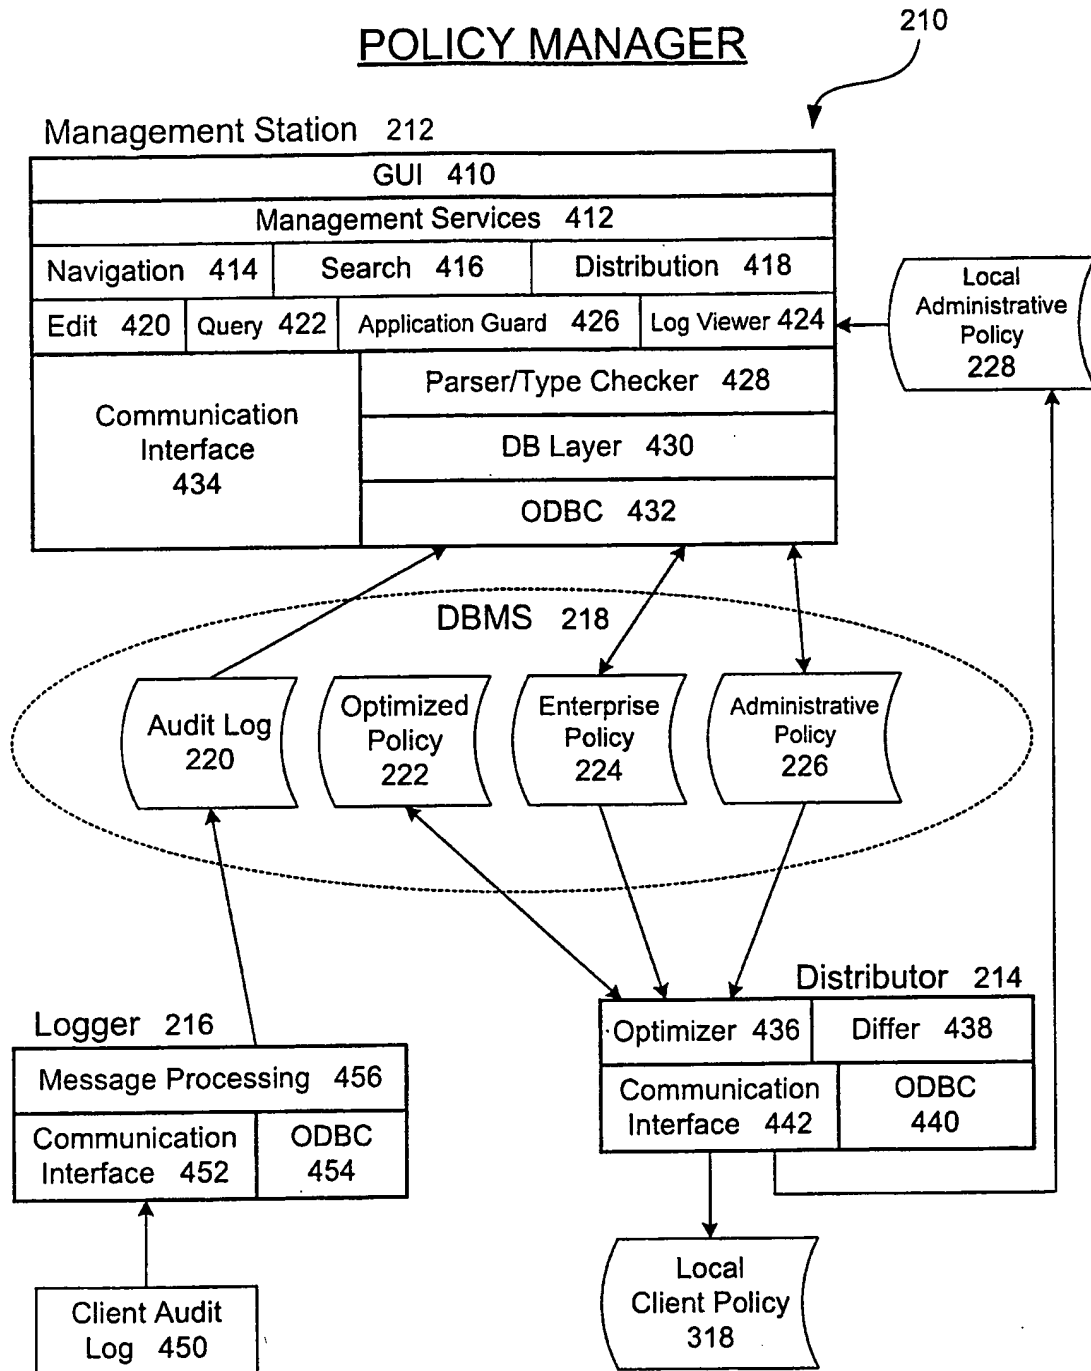 210
POLICY MANAGER
Management Station 212
GUI 410
Management Services 412
Navigation 414
Search 416
Distribution 418
Edit 420
Query 422
Application Guard 426
Log Viewer 424
Local
Administrative
Policy
228
Communication
Interface
434
Parser/Type Checker 428
DB Layer 430
ODBC 432
DBMS 218
Audit Log
220
Optimized
Policy
222
Enterprise
Policy
224
Administrative
Policy
226
Distributor 214
Optimizer 436
Differ 438
Communication
Interface 442
ODBC
440
Logger 216
Message Processing 456
Communication
Interface 452
ODBC
454
Client Audit
Log 450
Local
Client Policy
318